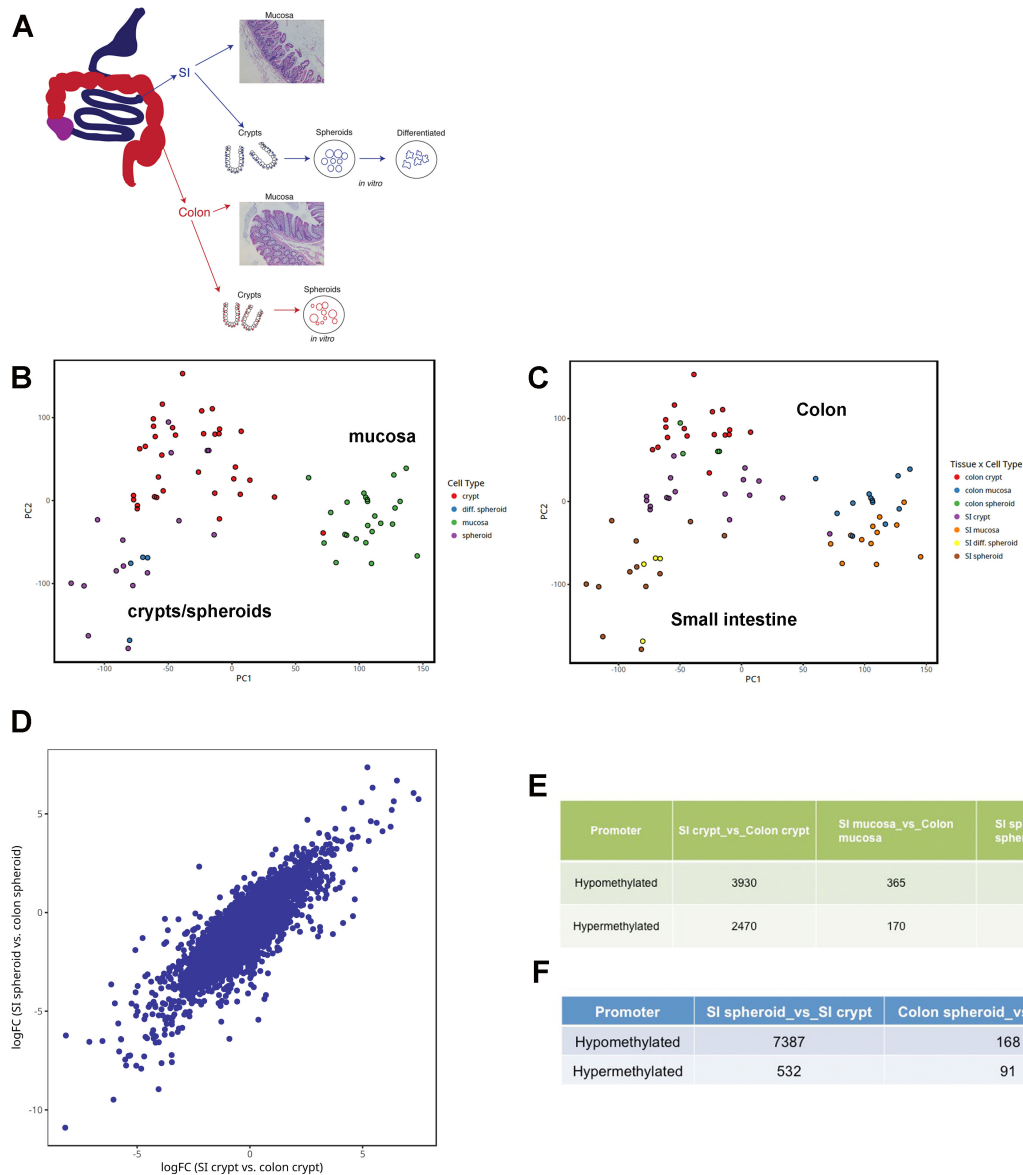 A
Mucosa
SI
Crypts
Spheroids
Differentiated
in vitro
Mucosa
Colon
Crypts
Spheroids
in vitro
B
mucosa
crypts/spheroids
PC2
100
0
-100
-100
-50
0
50
100
150
PC1
Cell Type
crypt
diff. spheroid
mucosa
spheroid
C
Colon
Small intestine
PC2
100
0
-100
-100
-50
0
50
100
150
PC1
Tissue x Cell Type
colon crypt
colon mucosa
colon spheroid
SI crypt
SI mucosa
SI diff. spheroid
SI spheroid
D
logFC (SI spheroid vs. colon spheroid)
5
0
-5
-10
-5
0
5
logFC (SI crypt vs. colon crypt)
E
Promoter SI crypt_vs_Colon crypt SI mucosa_vs_Colon
mucosa
Hypomethylated 3930 365
Hypermethylated 2470 170
F
Promoter SI spheroid_vs_SI crypt Colon spheroid_vs
Hypomethylated 7387 168
Hypermethylated 532 91